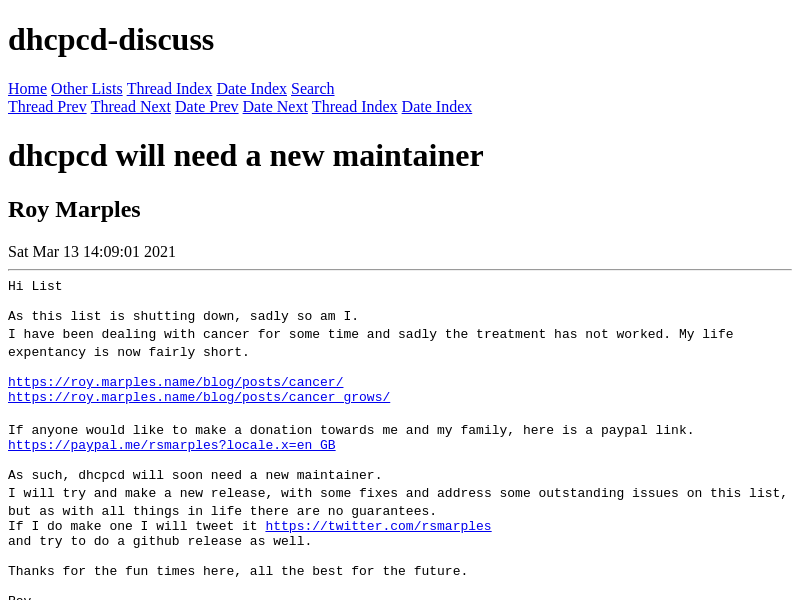 dhcpcd-discuss
Home Other Lists Thread Index Date Index Search
Thread Prev Thread Next Date Prev Date Next Thread Index Date Index
dhcpcd will need a new maintainer
Roy Marples
Sat Mar 13 14:09:01 2021
Hi List
As this list is shutting down, sadly so am I.
I have been dealing with cancer for some time and sadly the treatment has not worked. My life
expentancy is now fairly short.
https://roy.marples.name/blog/posts/cancer/
https://roy.marples.name/blog/posts/cancer_grows/
If anyone would like to make a donation towards me and my family, here is a paypal link.
https://paypal.me/rsmarples?locale.x=en_GB
As such, dhcpcd will soon need a new maintainer.
I will try and make a new release, with some fixes and address some outstanding issues on this list,
but as with all things in life there are no guarantees.
If I do make one I will tweet it https://twitter.com/rsmarples
and try to do a github release as well.
Thanks for the fun times here, all the best for the future.
Roy